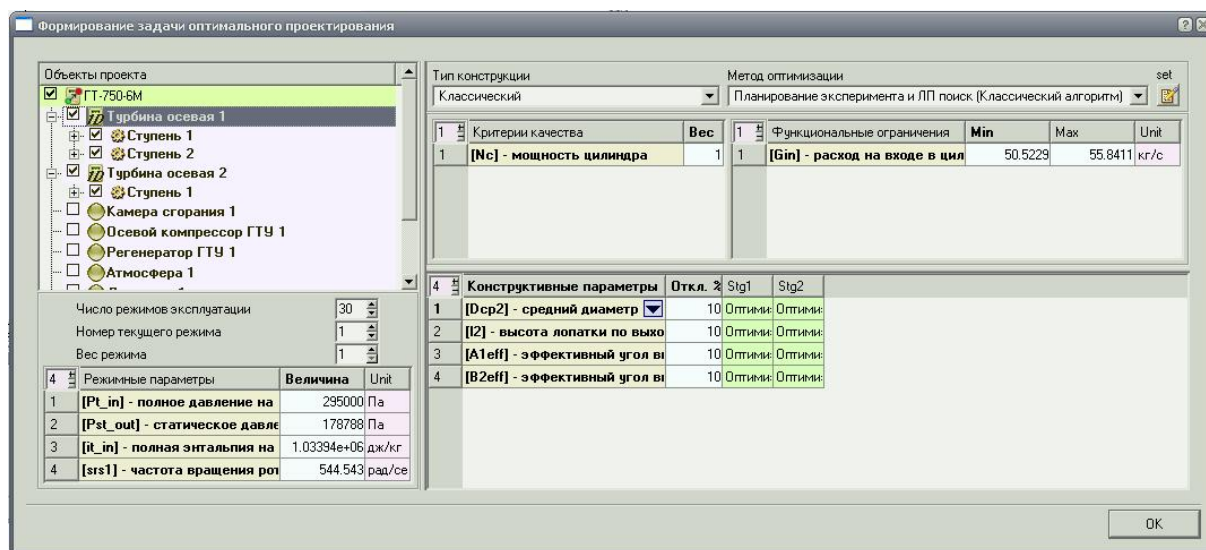 Формирование задачи оптимального проектирования
Объекты проекта
ГТ-750-6М
Турбина осевая 1
Ступень 1
Ступень 2
Турбина осевая 2
Ступень 1
Камера сгорания 1
Осевой компрессор ГТУ 1
Регенератор ГТУ 1
Атмосфера 1
Число режимов эксплуатации 30
Номер текущего режима 1
Вес режима 1
4 Режимные параметры Величина Unit
1 [Pt_in] - полное давление на 295000 Па
2 [Pst_out] - статическое давле 178788 Па
3 [it_in] - полная энтальпия на 1.03394e+06 дж/кг
4 [srs1] - частота вращения рот 544.543 рад/се
Тип конструкции
Классический
Метод оптимизации set
Планирование эксперимента и ЛП поиск (Классический алгоритм)
1 Критерии качества Вес
1 [Nc] - мощность цилиндра 1
1 Функциональные ограничения Min Max Unit
1 [Gin] - расход на входе в цил 50.5229 55.8411 кг/с
4 Конструктивные параметры Откл. % Stg1 Stg2
1 [Dcp2] - средний диаметр 10 Оптими: Оптими:
2 [l2] - высота лопатки по выхо 10 Оптими: Оптими:
3 [A1eff] - эффективный угол вы 10 Оптими: Оптими:
4 [B2eff] - эффективный угол вы 10 Оптими: Оптими:
OK